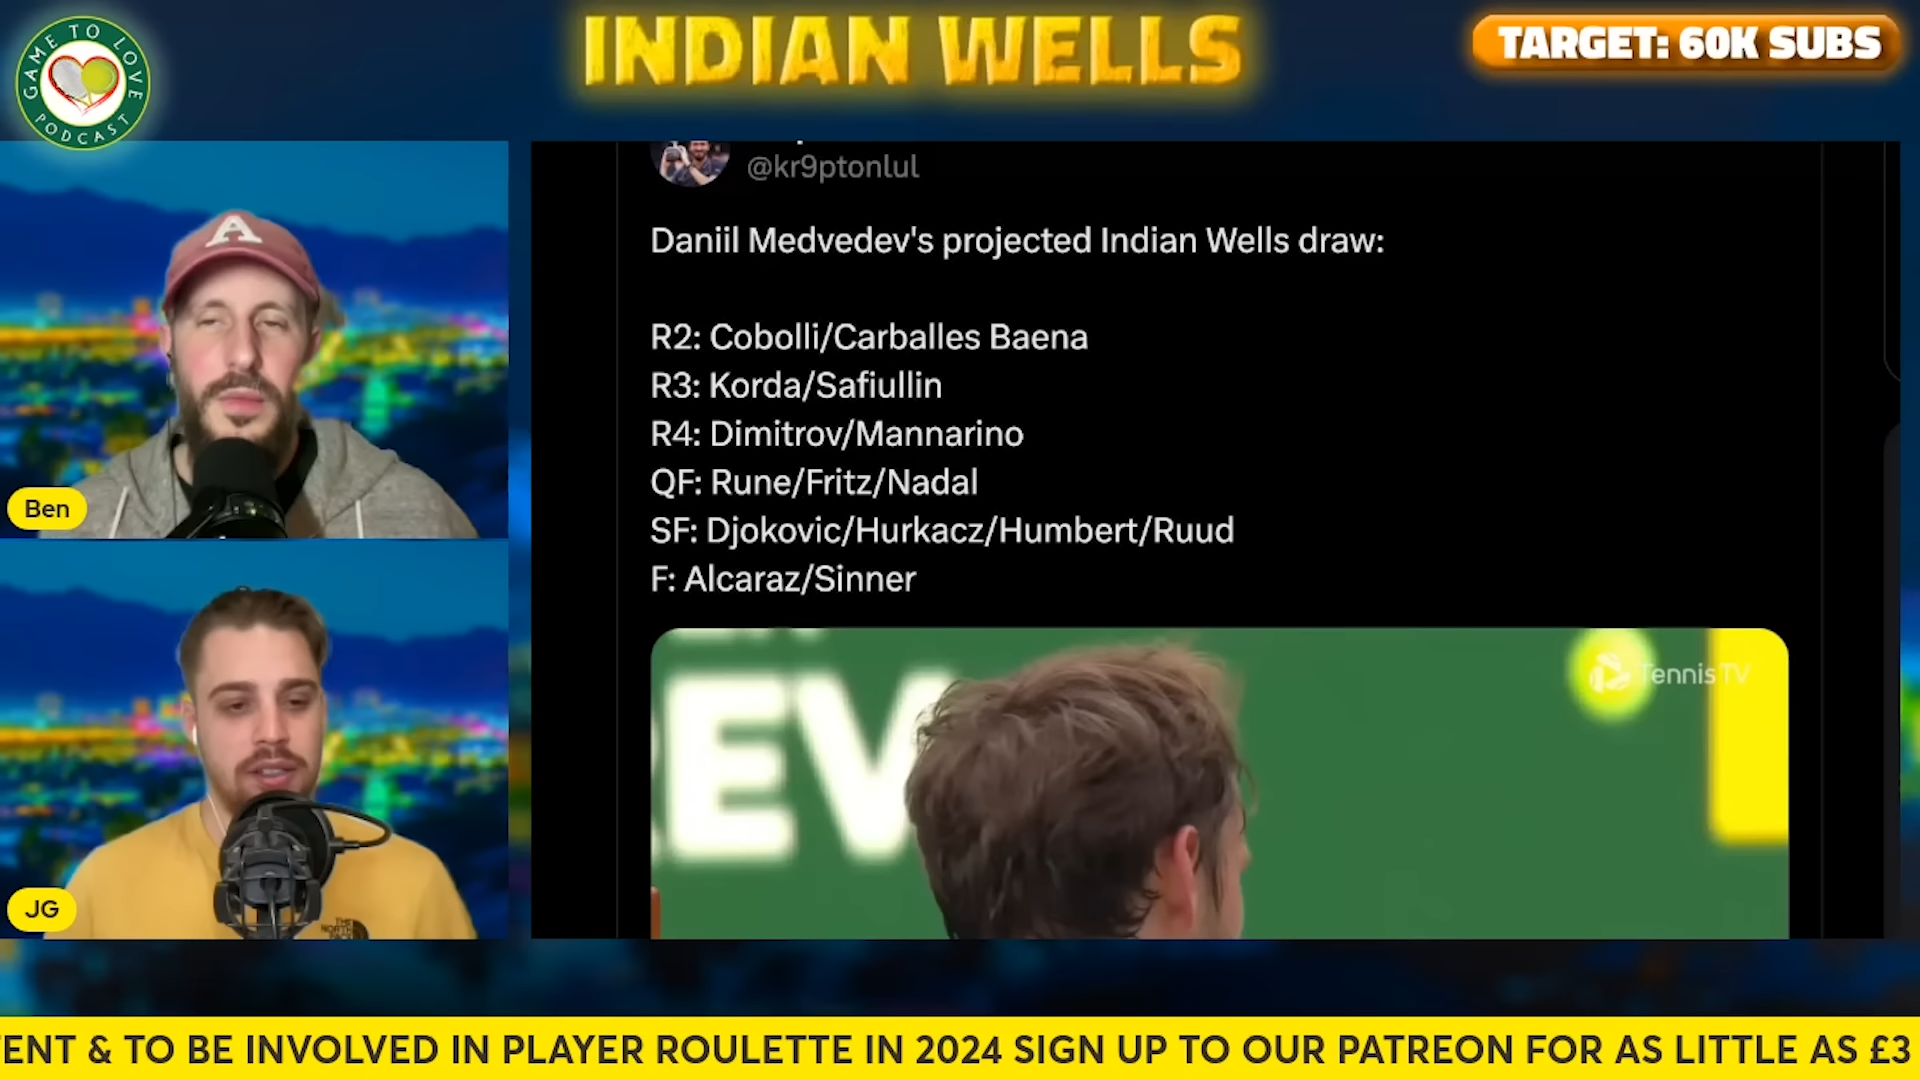 GAME TO LOVE
PODCAST
INDIAN WELLS
TARGET: 60K SUBS
@kr9ptonlul
Daniil Medvedev's projected Indian Wells draw:
R2: Cobolli/Carballes Baena
R3: Korda/Safiullin
R4: Dimitrov/Mannarino
QF: Rune/Fritz/Nadal
SF: Djokovic/Hurkacz/Humbert/Ruud
F: Alcaraz/Sinner
A
Ben
TennisTV
EV
JG
THE
NORTH
ENT & TO BE INVOLVED IN PLAYER ROULETTE IN 2024 SIGN UP TO OUR PATREON FOR AS LITTLE AS £3